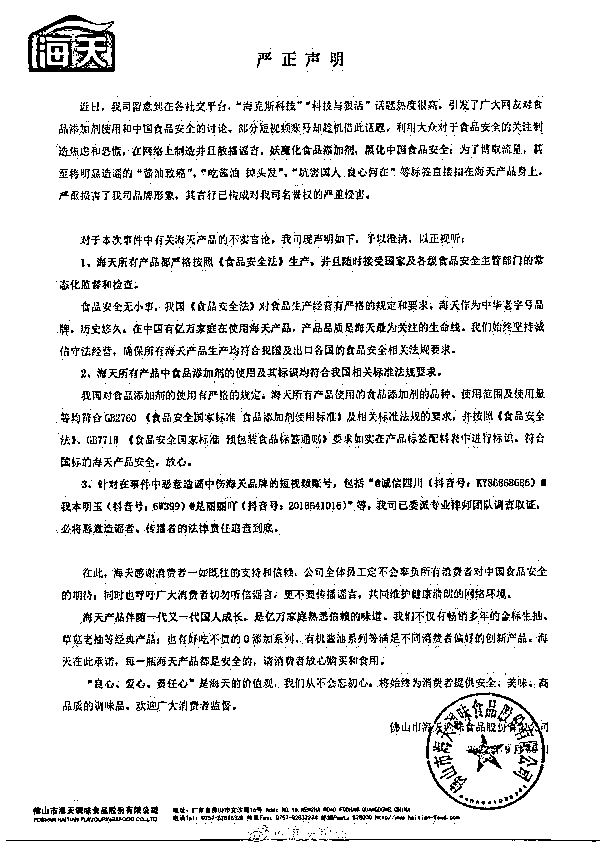 海天
严正声明
近日，我司留意到在各社交平台，“海克斯科技”“科技与狠活”话题热度很高，引发了广大网友对食
品添加剂使用和中国食品安全的讨论。部分短视频账号却趁机借此话题，利用大众对于食品安全的关注制
造焦虑和恐慌，在网络上制造并且散播谣言，妖魔化食品添加剂，黑化中国食品安全；为了博取流量，甚
至将明显造谣的“酱油致癌”，“吃酱油 掉头发”，“坑害国人 良心何在”等标签直接扣在海天产品身上，
严重损害了我司品牌形象，其言行已构成对我司名誉权的严重侵害。
对于本次事件中有关海天产品的不实言论，我司现声明如下，予以澄清，以正视听：
1、海天所有产品都严格按照《食品安全法》生产，并且随时接受国家及各级食品安全主管部门的常
态化监督和检查。
食品安全无小事，我国《食品安全法》对食品生产经营有严格的规定和要求，海天作为中华老字号品
牌，历史悠久，在中国有亿万家庭在使用海天产品，产品品质是海天最为关注的生命线。我们始终坚持诚
信守法经营，确保所有海天产品生产均符合我国及出口各国的食品安全相关法规要求。
2、海天所有产品中食品添加剂的使用及其标识均符合我国相关标准法规要求。
我国对食品添加剂的使用有严格的规定。海天所有产品使用的食品添加剂的品种、使用范围及使用量
等均符合GB2760 《食品安全国家标准 食品添加剂使用标准》及相关标准法规的要求，并按照《食品安全
法》、GB7718 《食品安全国家标准 预包装食品标签通则》要求如实在产品标签配料表中进行标识。符合
国标的海天产品安全，放心。
3、针对在事件中恶意造谣中伤海天品牌的短视频账号，包括“@诚信四川（抖音号：KY86868686）@
我本明玉（抖音号：6W399）@是丽丽吖（抖音号：2018541016）”等，我司已委派专业律师团队调查取证，
必将恶意造谣者、传播者的法律责任追查到底。
在此，海天感谢消费者一如既往的支持和信赖，公司全体员工定不会辜负所有消费者对中国食品安全
的期待；同时也呼吁广大消费者切勿听信谣言，更不要传播谣言，共同维护健康清朗的网络环境。
海天产品伴随一代又一代国人成长，是亿万家庭熟悉信赖的味道。我们不仅有畅销多年的金标生抽、
草菇老抽等经典产品；也有好吃不贵的0添加系列、有机酱油系列等满足不同消费者偏好的创新产品。海
天在此承诺，每一瓶海天产品都是安全的，请消费者放心购买和食用。
“良心、爱心、责任心”是海天的价值观，我们从不会忘初心，将始终为消费者提供安全、美味、高
品质的调味品。欢迎广大消费者监督。
佛山市海天调味食品股份有限公司
佛山市海天调味食品股份有限公司
FOSHAN HAITIAN FLAVOURING&FOOD CO.,LTD
地址：广东省佛山市文沙路16号 Add: NO.16 WENSHA ROAD FOSHAN GUANGDONG CHINA